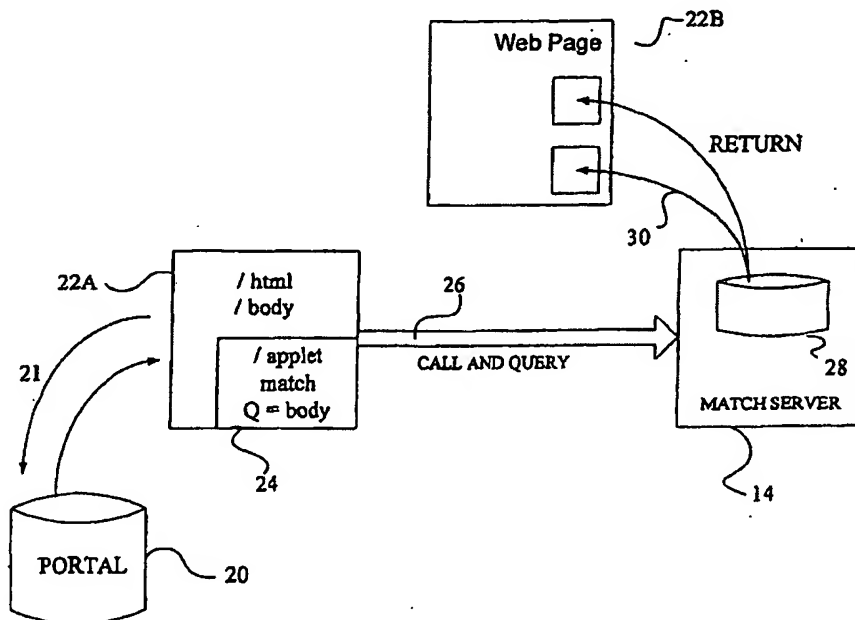 Web Page
22B
RETURN
30
22A
/ html
/ body
/ applet
match
Q = body
24
26
CALL AND QUERY
28
MATCH SERVER
14
21
PORTAL
20